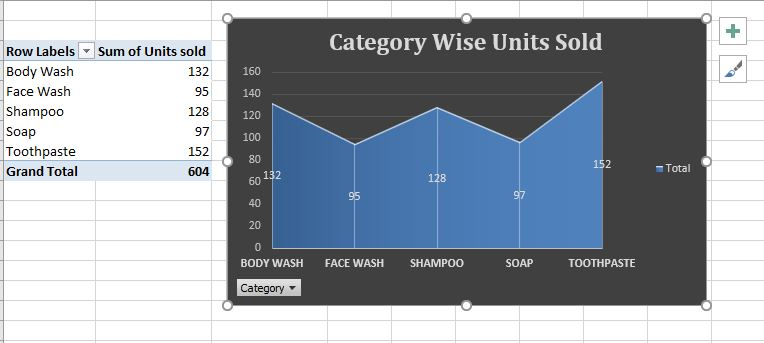 Row Labels Sum of Units sold
Body Wash 132
Face Wash 95
Shampoo 128
Soap 97
Toothpaste 152
Grand Total 604
Category Wise Units Sold
160
140
120
100
80
60
40
20
0
132
95
128
97
152
BODY WASH FACE WASH SHAMPOO SOAP TOOTHPASTE
Total
Category